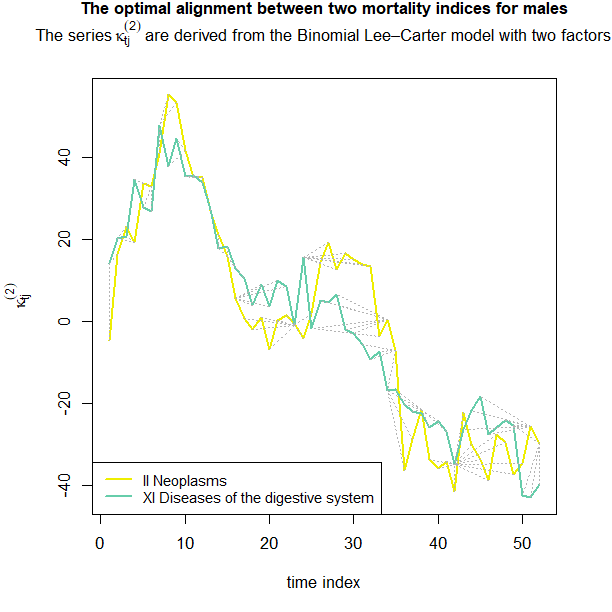 The optimal alignment between two mortality indices for males
The series κ_tj^(2) are derived from the Binomial Lee–Carter model with two factors
κ_tj^(2)
40
20
0
-20
-40
II Neoplasms
XI Diseases of the digestive system
0 10 20 30 40 50
time index